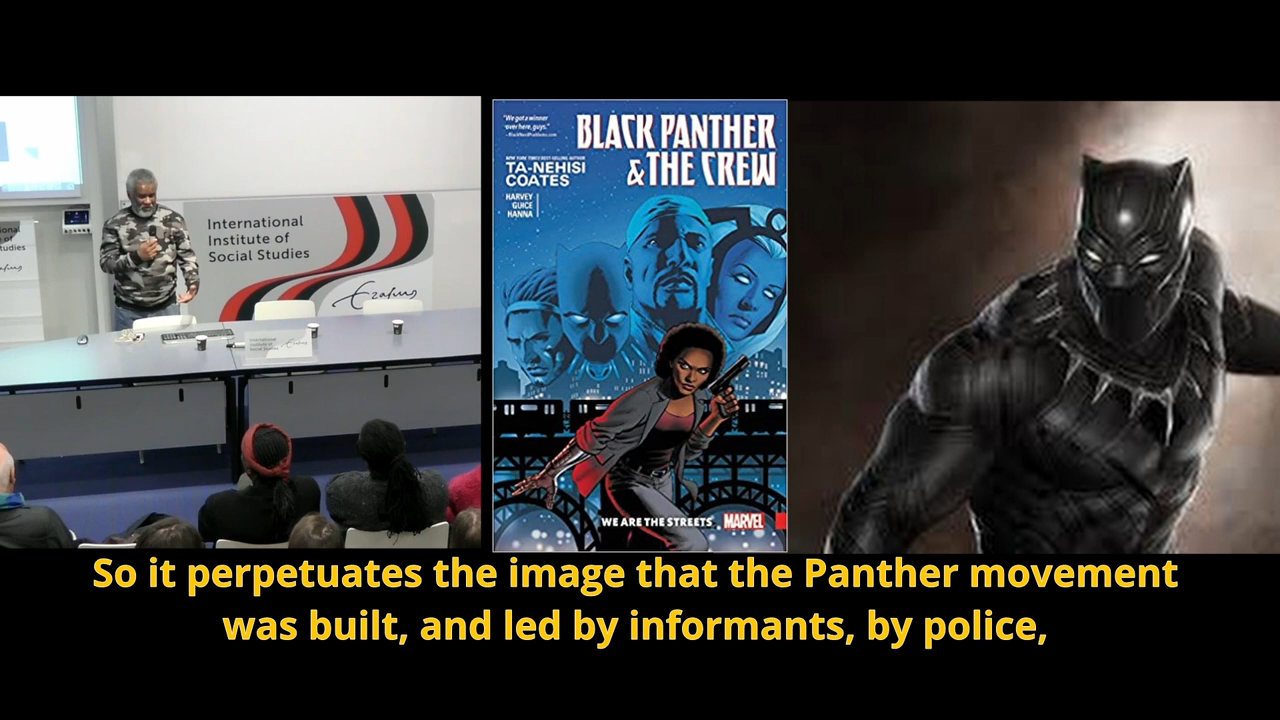 International
Institute of
Social Studies
Erasmus
"We got a winner
over here, guys."
BLACK PANTHER
& THE CREW
NEW YORK TIMES BEST-SELLING AUTHOR
TA-NEHISI
COATES
HARVEY
GUICE
HANNA
WE ARE THE STREETS
MARVEL
So it perpetuates the image that the Panther movement
was built, and led by informants, by police,